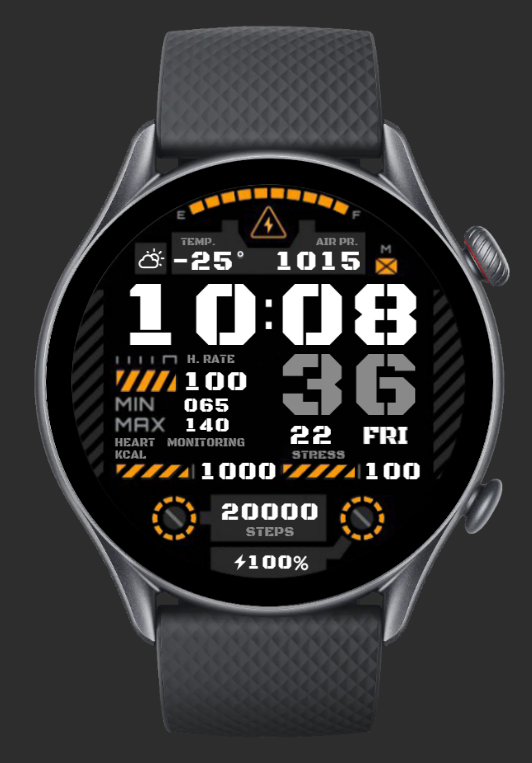 E F
TEMP. AIR PR. M
-25° 1015
10:08
H. RATE
100 36
MIN 065
MAX 140
22 FRI
HEART MONITORING
KCAL STRESS
1000 100
20000
STEPS
100%